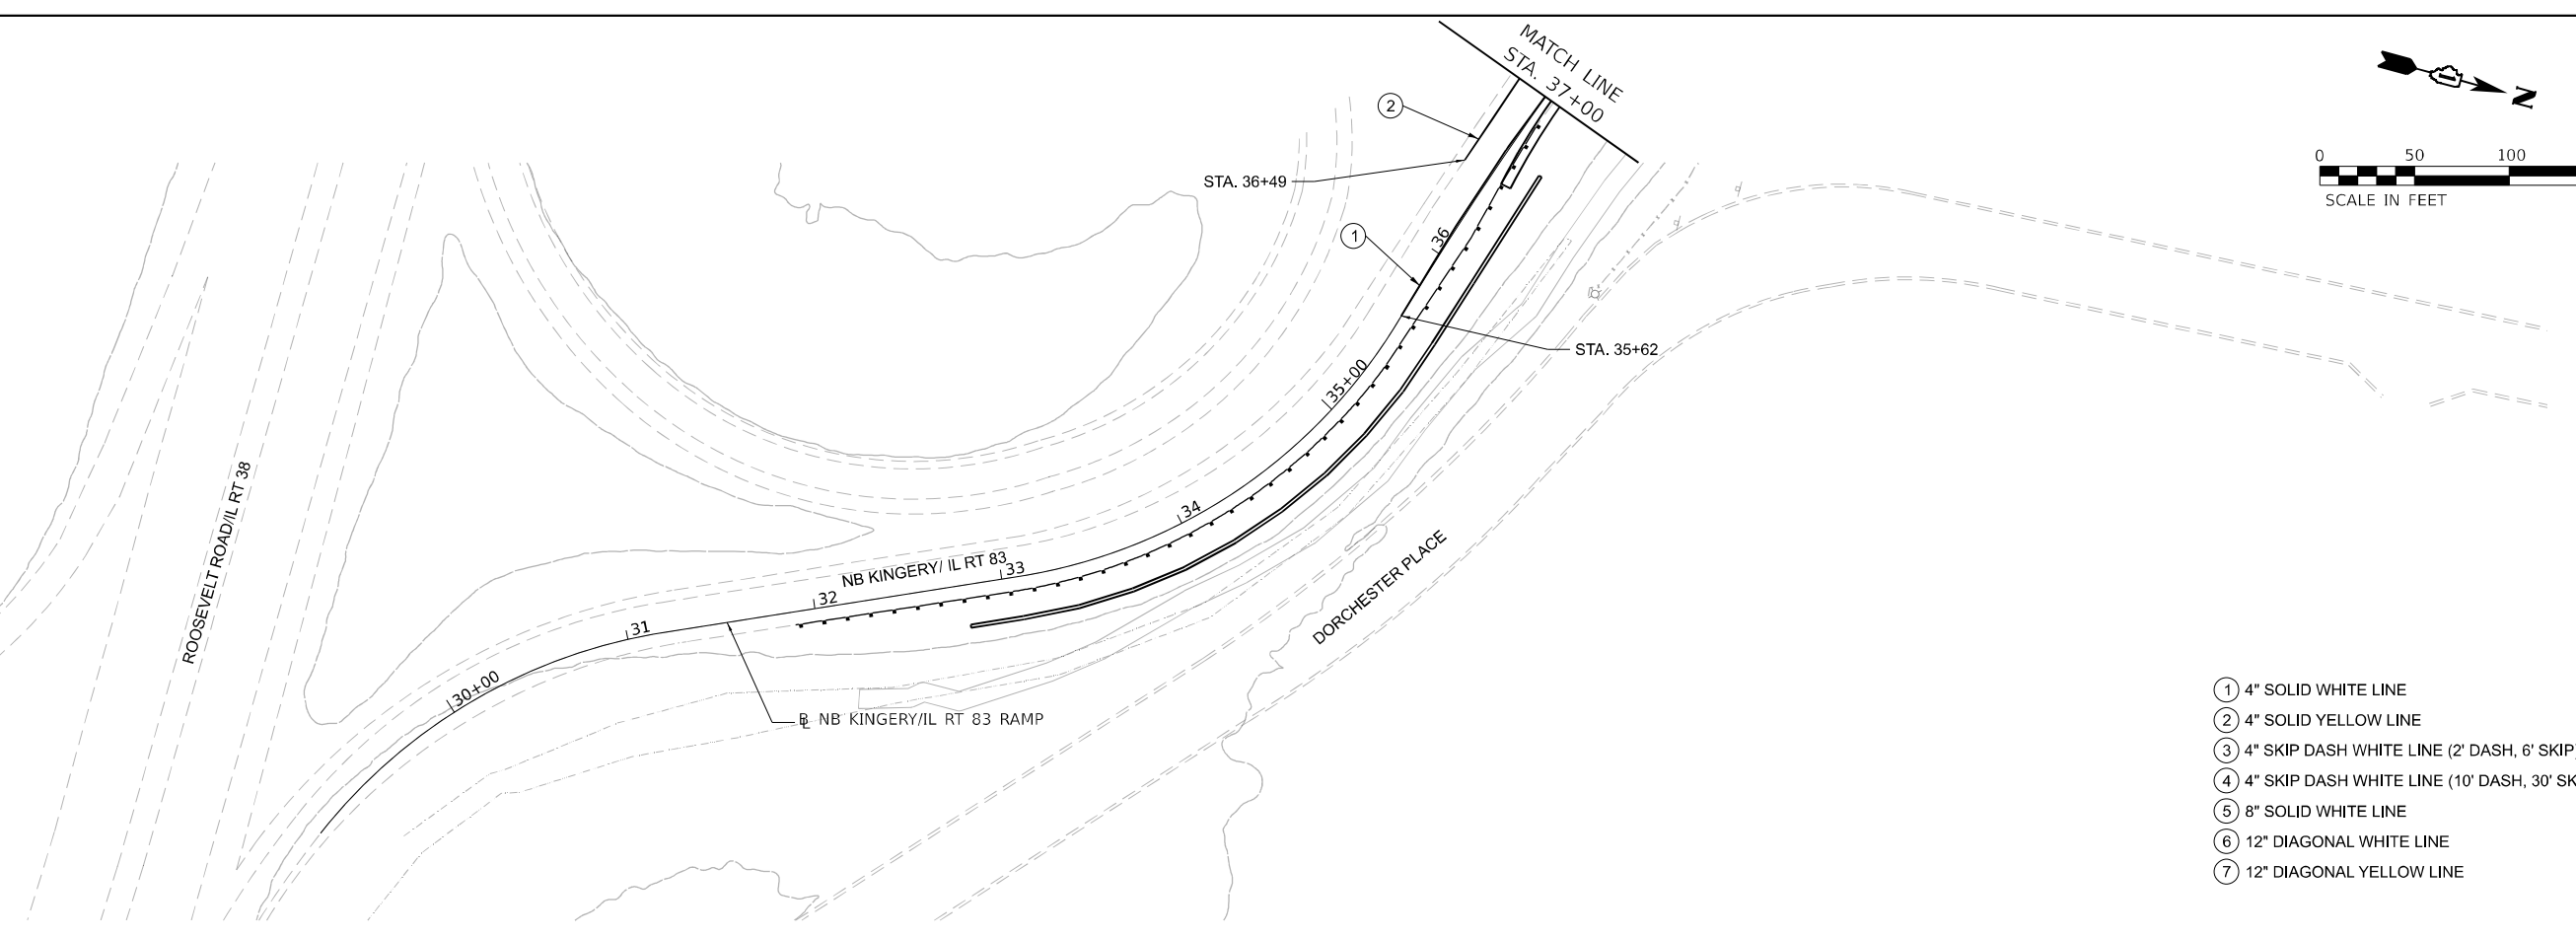 MATCH LINE
STA. 37+00
N
0 50 100
SCALE IN FEET
2
STA. 36+49
1
36
STA. 35+62
35+00
34
33
32
31
30+00
NB KINGERY/ IL RT 83
ROOSEVELT ROAD/IL RT 38
DORCHESTER PLACE
BL NB KINGERY/IL RT 83 RAMP
1 4" SOLID WHITE LINE
2 4" SOLID YELLOW LINE
3 4" SKIP DASH WHITE LINE (2' DASH, 6' SKIP
4 4" SKIP DASH WHITE LINE (10' DASH, 30' SK
5 8" SOLID WHITE LINE
6 12" DIAGONAL WHITE LINE
7 12" DIAGONAL YELLOW LINE